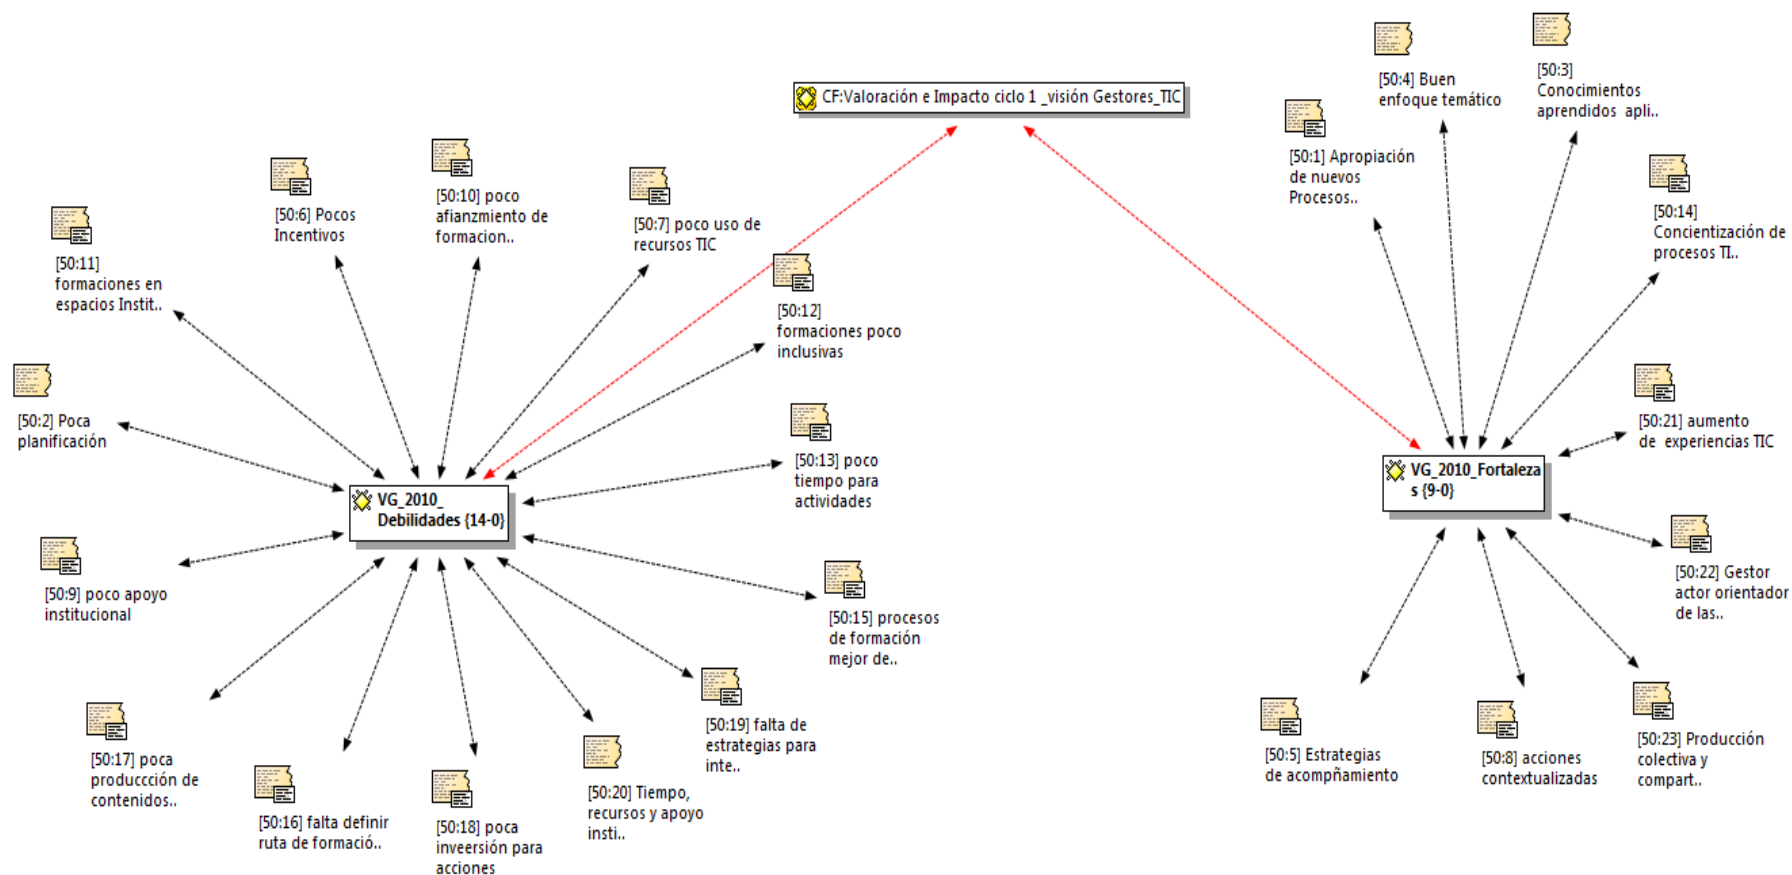 CF:Valoración e Impacto ciclo 1 _visión Gestores_TIC
[50:6] Pocos
Incentivos
[50:10] poco
afianzmiento de
formacion..
[50:7] poco uso de
recursos TIC
[50:11]
formaciones en
espacios Instit..
[50:12]
formaciones poco
inclusivas
[50:2] Poca
planificación
[50:13] poco
tiempo para
actividades
VG_2010_
Debilidades {14-0}
[50:9] poco apoyo
institucional
[50:15] procesos
de formación
mejor de..
[50:17] poca
produccción de
contenidos..
[50:16] falta definir
ruta de formació..
[50:18] poca
inveersión para
acciones
[50:20] Tiempo,
recursos y apoyo
insti..
[50:19] falta de
estrategias para
inte..
[50:4] Buen
enfoque temático
[50:3]
Conocimientos
aprendidos  apli..
[50:1] Apropiación
de nuevos
Procesos..
[50:14]
Concientización de
procesos TI..
[50:21] aumento
de  experiencias TIC
VG_2010_Fortaleza
s {9-0}
[50:22] Gestor
actor orientador
de las..
[50:5] Estrategias
de acompñamiento
[50:8] acciones
contextualizadas
[50:23] Producción
colectiva y
compart..